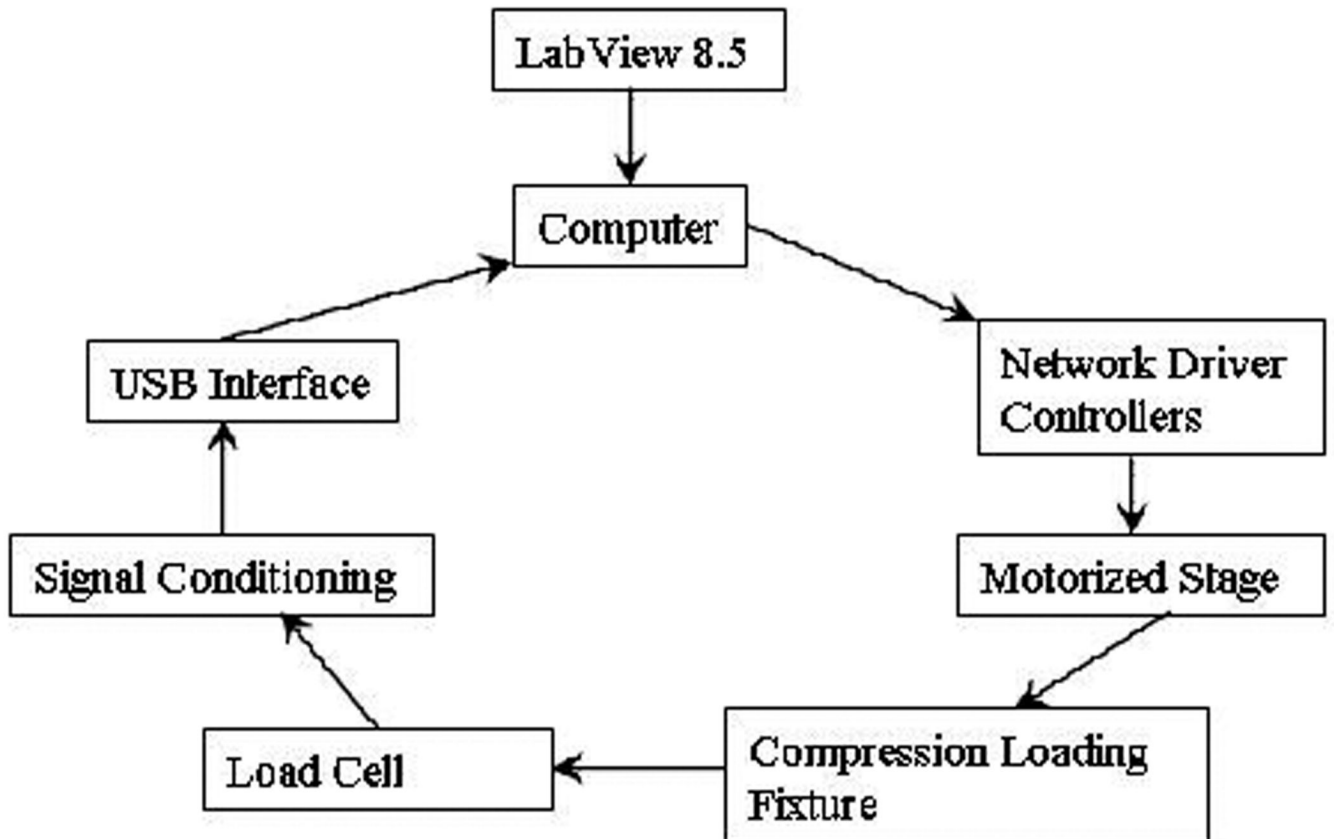 LabView 8.5
Computer
USB Interface
Network Driver
Controllers
Signal Conditioning
Motorized Stage
Load Cell
Compression Loading
Fixture